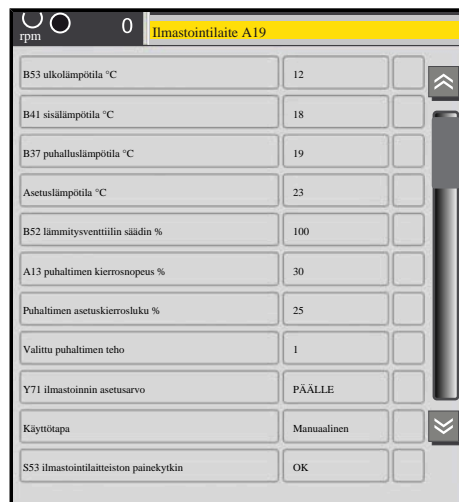 rpm
0
Ilmastointilaite A19
B53 ulkolämpötila °C 12
B41 sisälämpötila °C 18
B37 puhalluslämpötila °C 19
Asetuslämpötila °C 23
B52 lämmitysventtiilin säädin % 100
A13 puhaltimen kierrosnopeus % 30
Puhaltimen asetuskierrosluku % 25
Valittu puhaltimen teho 1
Y71 ilmastoinnin asetusarvo PÄÄLLE
Käyttötapa Manuaalinen
S53 ilmastointilaitteiston painekytkin OK